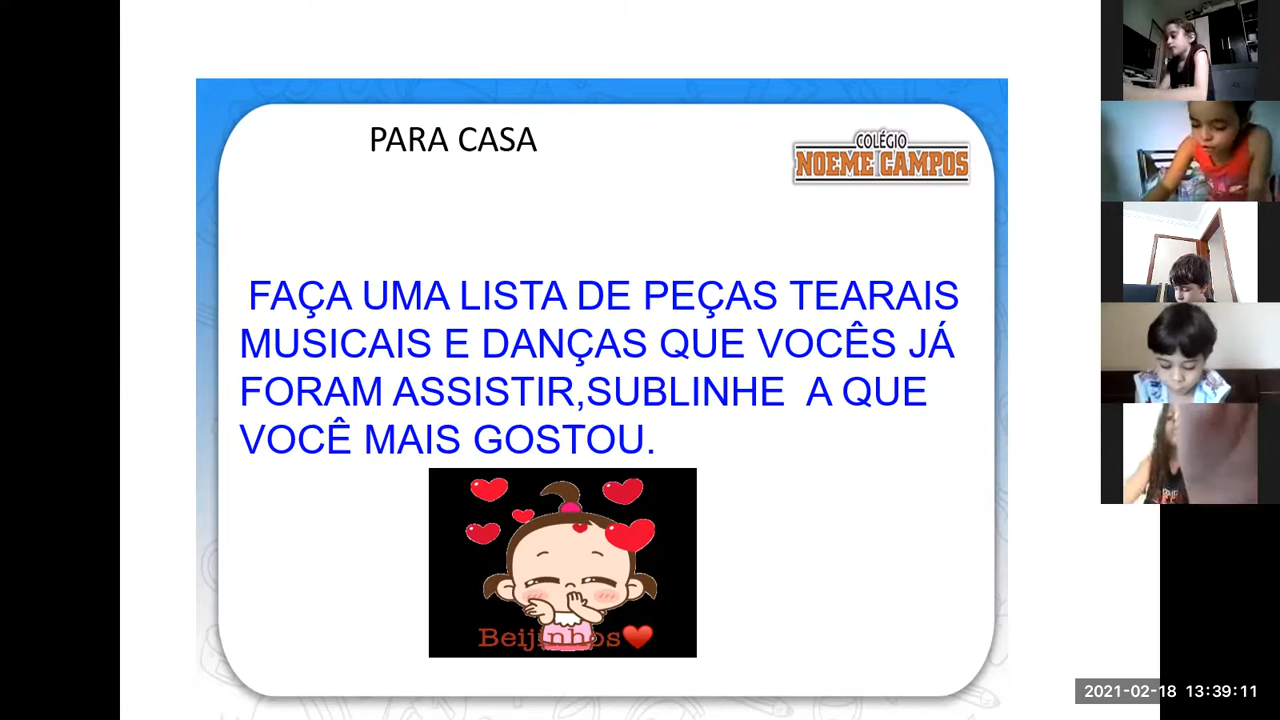 PARA CASA
COLÉGIO
NOEME CAMPOS
FAÇA UMA LISTA DE PEÇAS TEARAIS
MUSICAIS E DANÇAS QUE VOCÊS JÁ
FORAM ASSISTIR,SUBLINHE A QUE
VOCÊ MAIS GOSTOU.
Beijinhos
2021-02-18 13:39:11